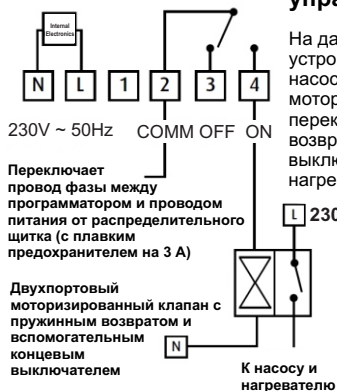 упра
Internal
Electronics
На да
устро
насос
мотор
перек
возвр
выклю
нагре
N L 1 2 3 4
230V ~ 50Hz COMM OFF ON
Переключает
провод фазы между
программатором и проводом
питания от распределительного
щитка (с плавким
предохранителем на 3 А)
L 230
Двухпортовый
моторизированный клапан с
пружинным возвратом и
вспомогательным
концевым
выключателем
N
К насосу и
нагревателю